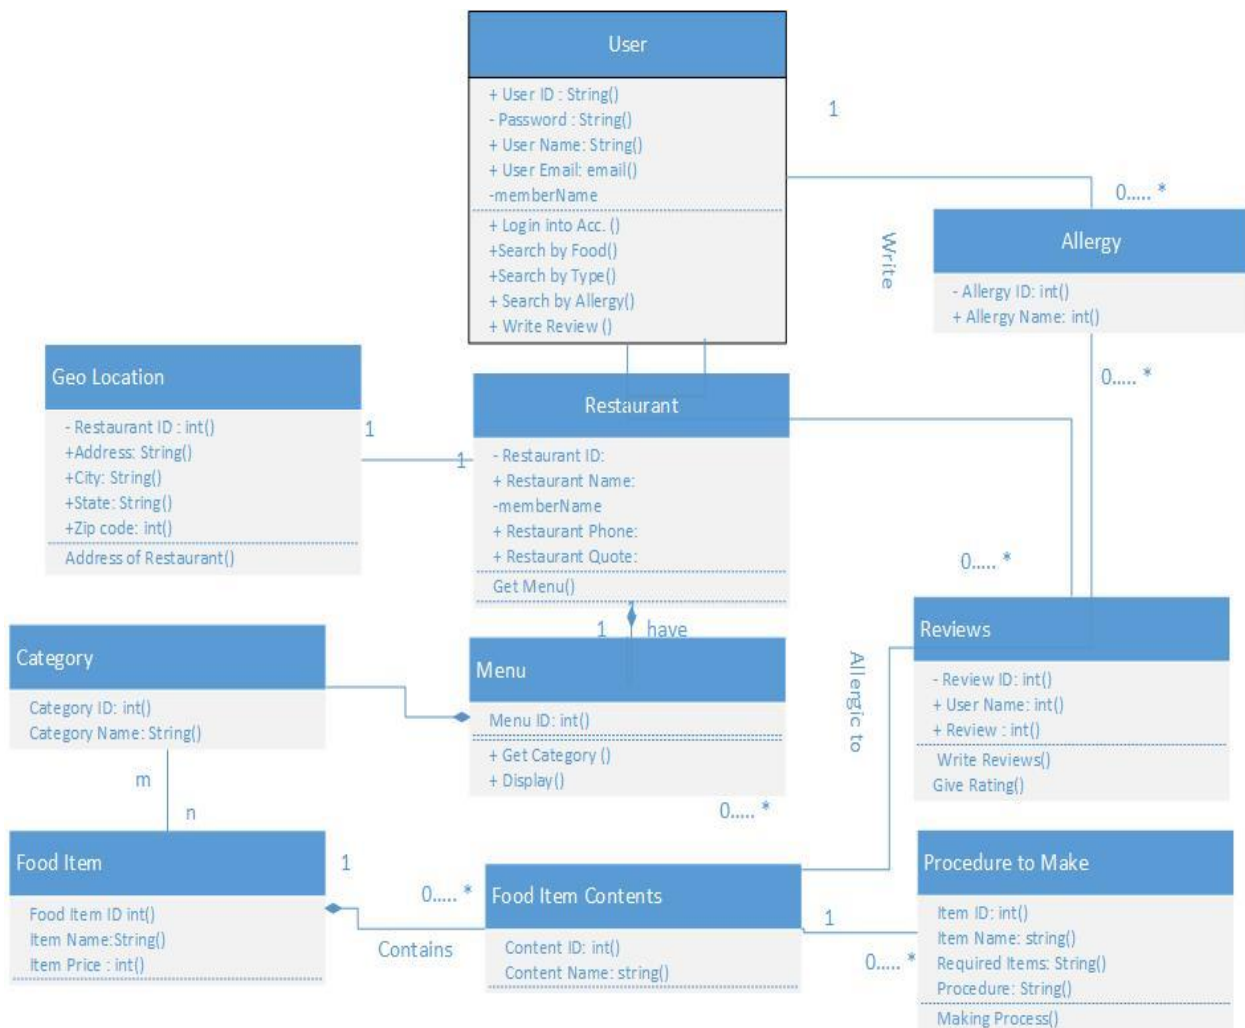 User
+ User ID : String()
- Password : String()
+ User Name: String()
+ User Email: email()
-memberName
+ Login into Acc. ()
+Search by Food()
+Search by Type()
+ Search by Allergy()
+ Write Review ()
1
0..... *
Write
Allergy
- Allergy ID: int()
+ Allergy Name: int()
0..... *
Geo Location
- Restaurant ID : int()
+Address: String()
+City: String()
+State: String()
+Zip code: int()
Address of Restaurant()
1
1
Restaurant
- Restaurant ID:
+ Restaurant Name:
-memberName
+ Restaurant Phone:
+ Restaurant Quote:
Get Menu()
0..... *
1 have
Category
Category ID: int()
Category Name: String()
Menu
Menu ID: int()
+ Get Category ()
+ Display()
0..... *
Allergic to
Reviews
- Review ID: int()
+ User Name: int()
+ Review : int()
Write Reviews()
Give Rating()
m
n
Food Item
Food Item ID int()
Item Name:String()
Item Price : int()
1
0..... *
Contains
Food Item Contents
Content ID: int()
Content Name: string()
1
0..... *
Procedure to Make
Item ID: int()
Item Name: string()
Required Items: String()
Procedure: String()
Making Process()